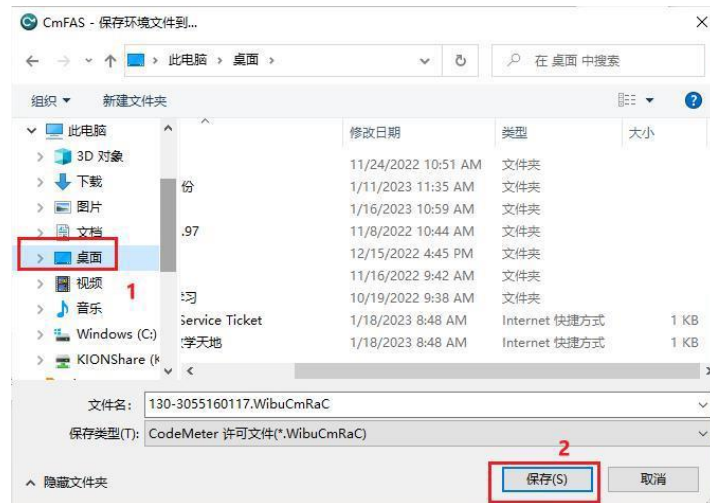 CmFAS - 保存环境文件到...
此电脑 › 桌面 ›
在 桌面 中搜索
组织 新建文件夹
修改日期 类型 大小
此电脑
3D 对象
下载
图片
文档
桌面
1
视频
音乐
Windows (C:)
KIONShare (K
11/24/2022 10:51 AM 文件夹
份 1/11/2023 11:35 AM 文件夹
1/16/2023 10:59 AM 文件夹
.97 11/8/2022 10:44 AM 文件夹
12/15/2022 4:45 PM 文件夹
11/16/2022 9:42 AM 文件夹
学习 10/19/2022 9:38 AM 文件夹
Service Ticket 1/18/2023 8:48 AM Internet 快捷方式 1 KB
学天地 1/18/2023 8:48 AM Internet 快捷方式 1 KB
文件名: 130-3055160117.WibuCmRaC
保存类型(T): CodeMeter 许可文件(*.WibuCmRaC)
2
隐藏文件夹
保存(S) 取消